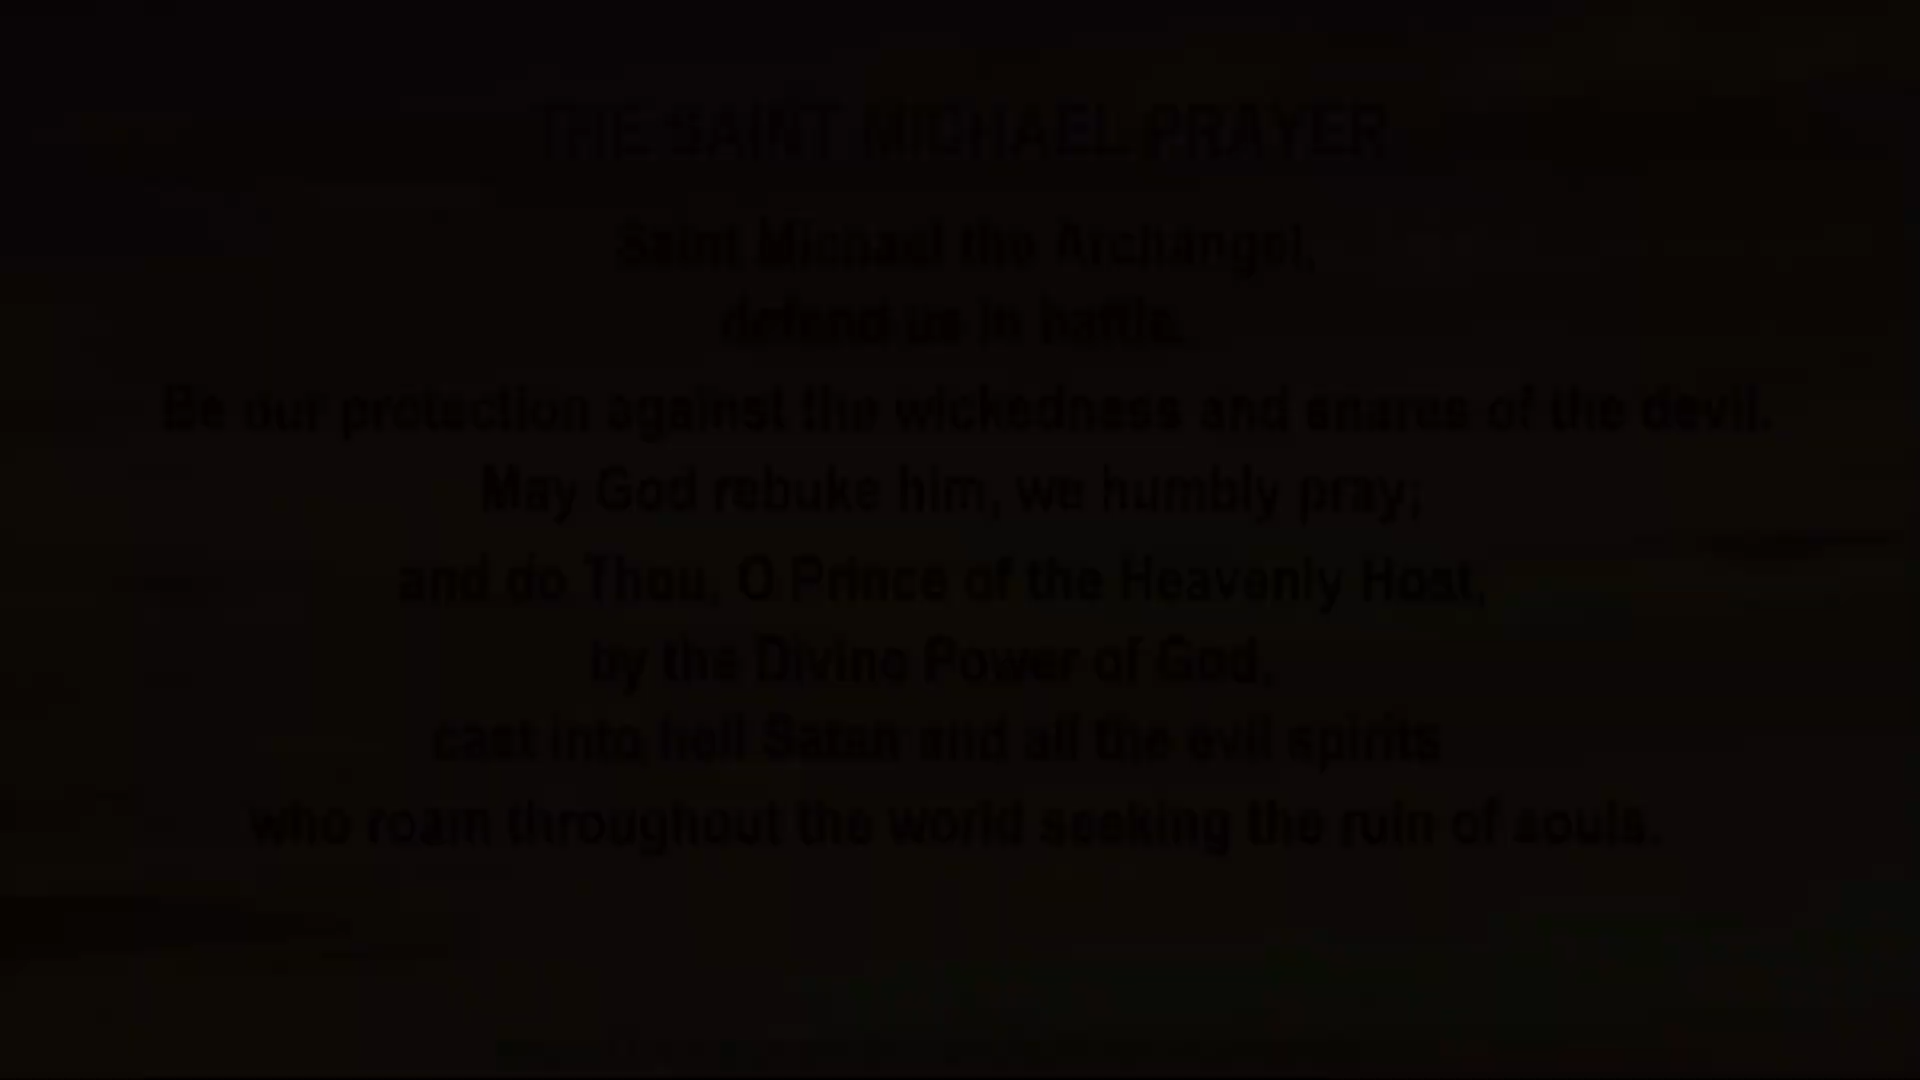 THE SAINT MICHAEL PRAYER
Saint Michael the Archangel,
defend us in battle.
Be our protection against the wickedness and snares of the devil.
May God rebuke him, we humbly pray;
and do Thou, O Prince of the Heavenly Host,
by the Divine Power of God,
cast into hell Satan and all the evil spirits
who roam throughout the world seeking the ruin of souls.